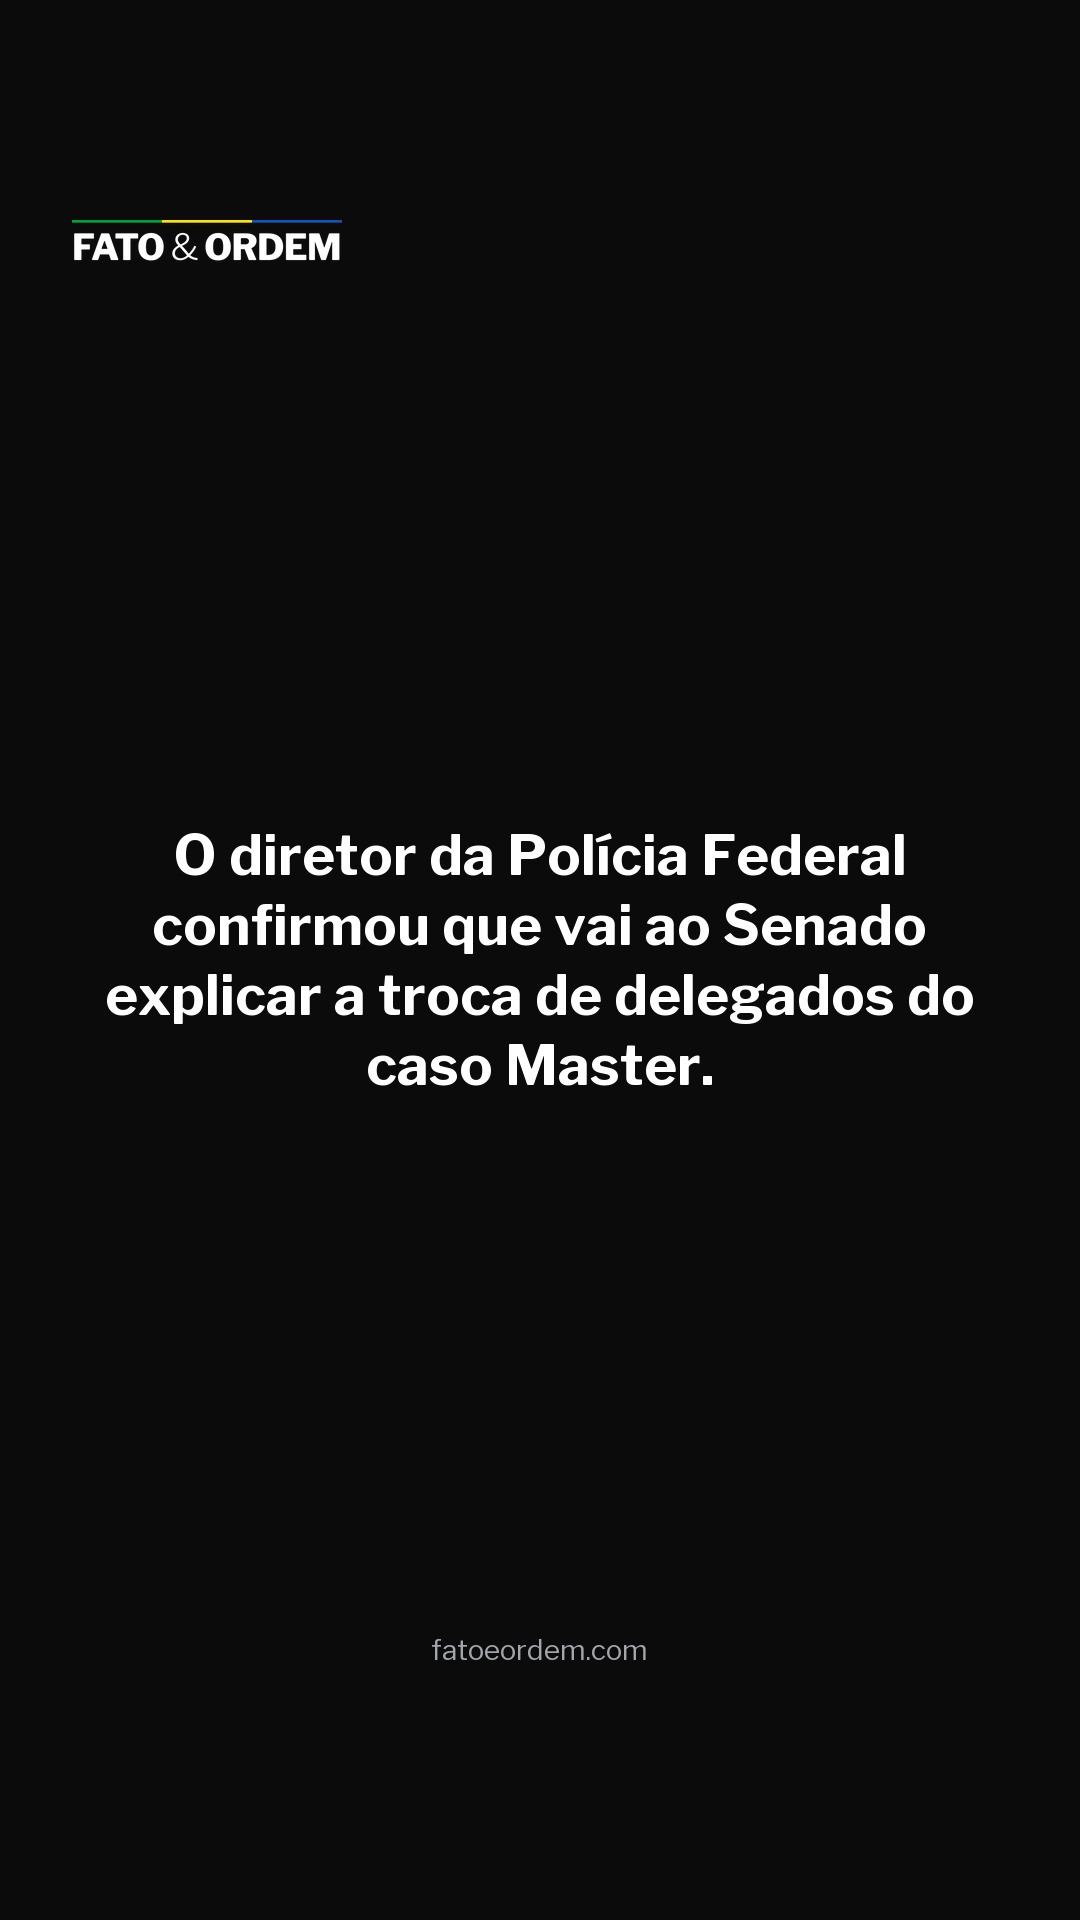 FATO & ORDEM
O diretor da Polícia Federal
confirmou que vai ao Senado
explicar a troca de delegados do
caso Master.
fatoeordem.com